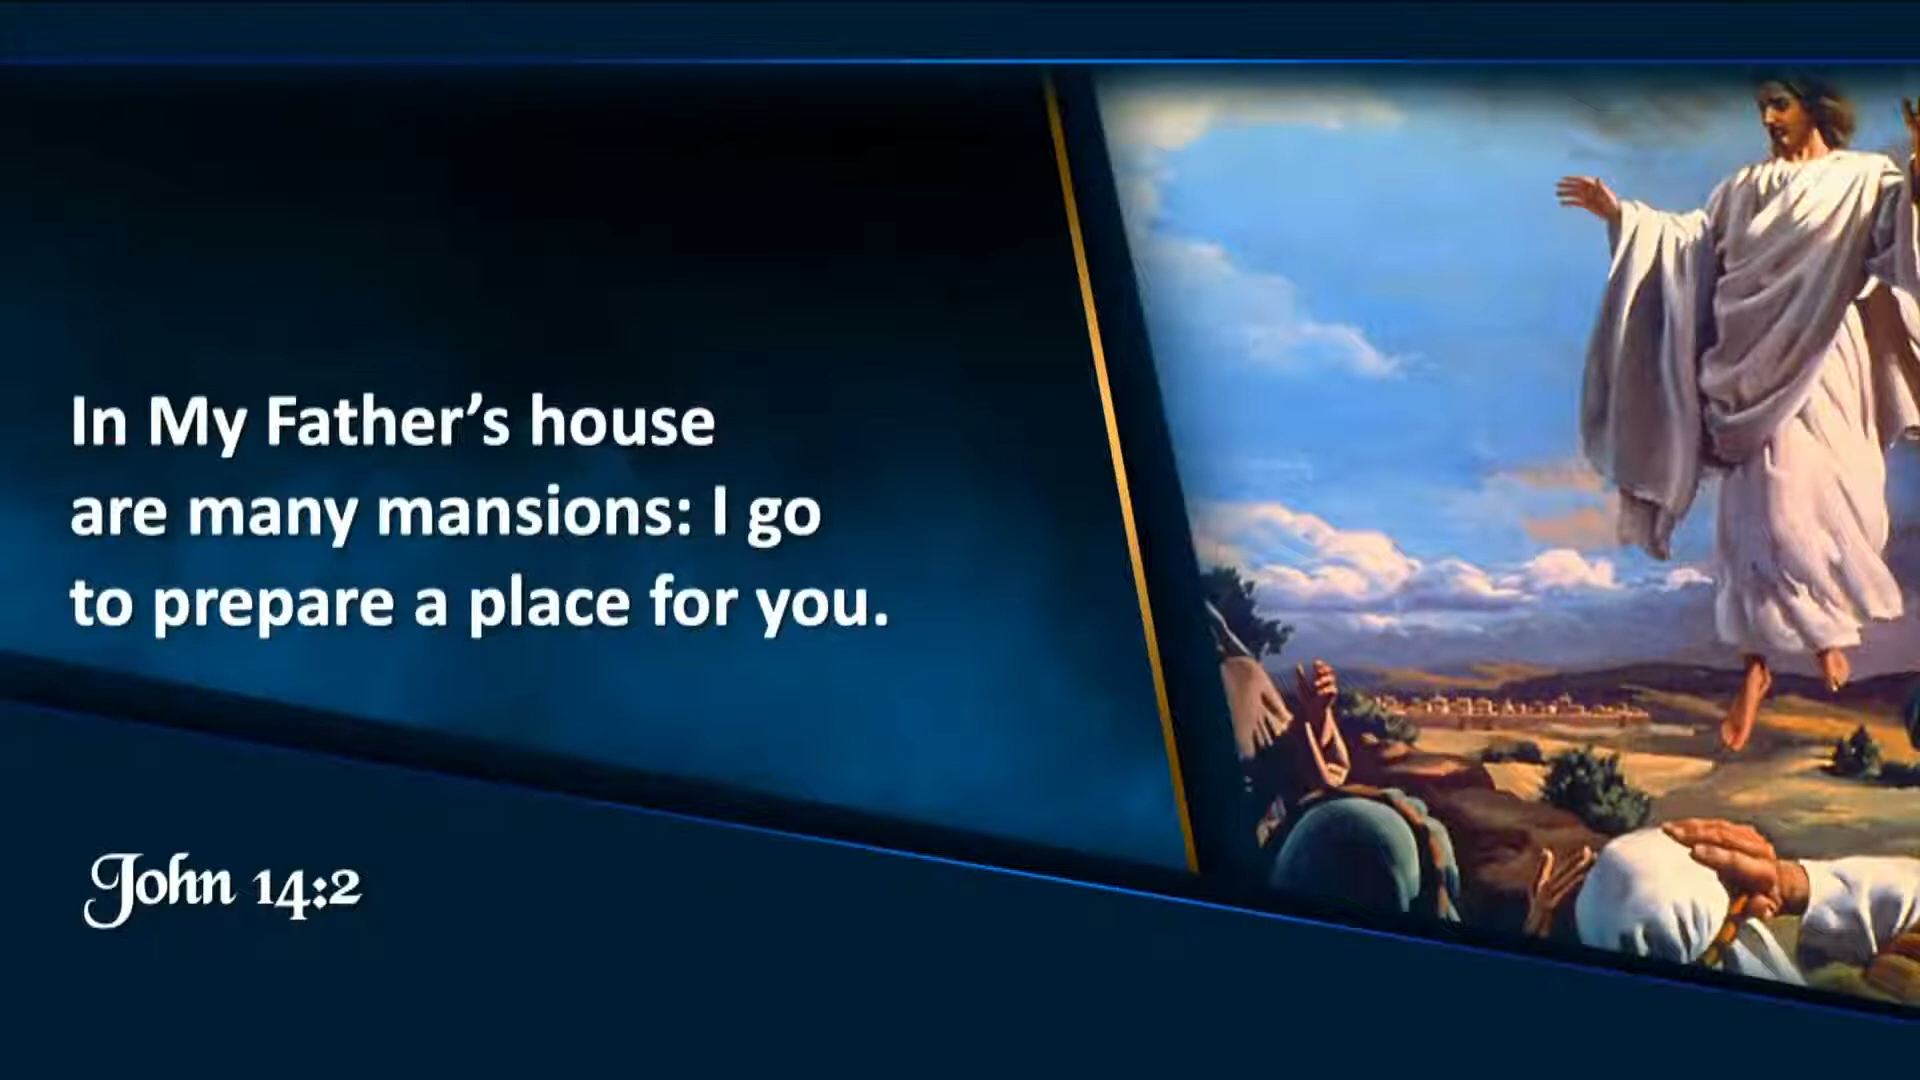 In My Father’s house
are many mansions: I go
to prepare a place for you.
John 14:2